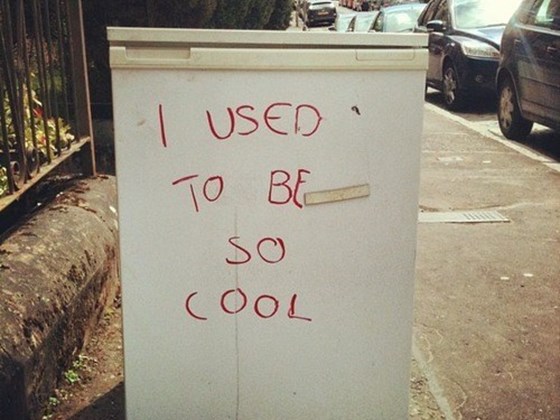 I USED
TO BE
SO
COOL